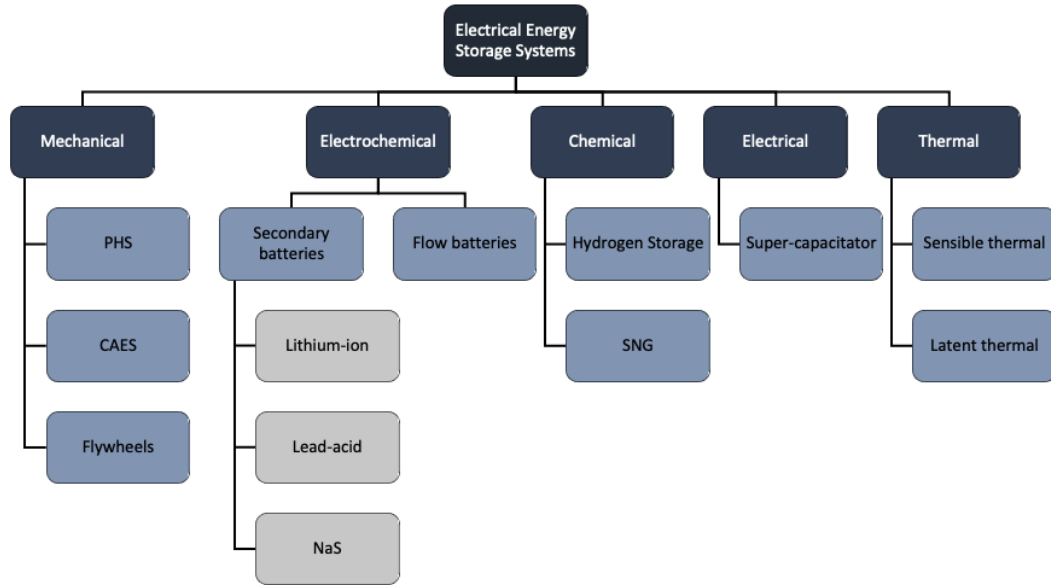 Electrical Energy
Storage Systems
Mechanical
Electrochemical
Chemical
Electrical
Thermal
PHS
Secondary
batteries
Flow batteries
Hydrogen Storage
Super-capacitator
Sensible thermal
CAES
Lithium-ion
SNG
Latent thermal
Flywheels
Lead-acid
NaS